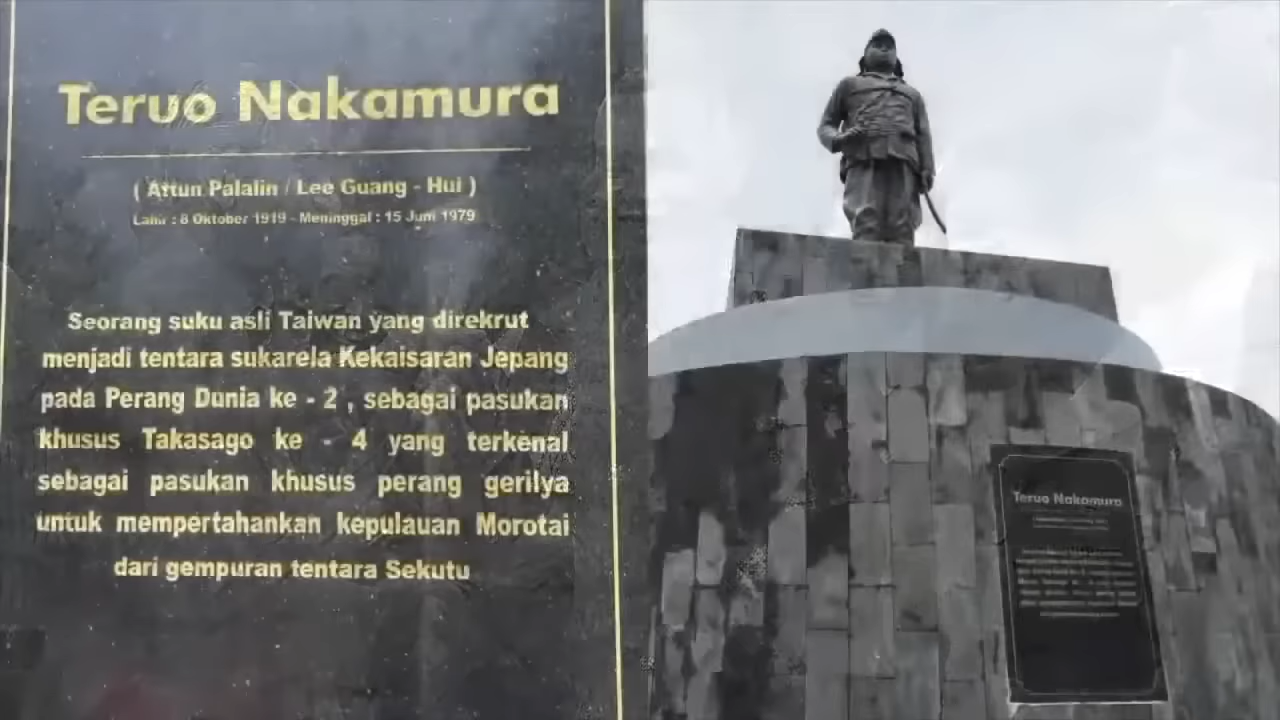 Teruo Nakamura
( Attun Palalin / Lee Guang - Hui )
Lahir : 8 Oktober 1919 - Meninggal : 15 Juni 1979
Seorang suku asli Taiwan yang direkrut
menjadi tentara sukarela Kekaisaran Jepang
pada Perang Dunia ke - 2 , sebagai pasukan
khusus Takasago ke - 4 yang terkenal
sebagai pasukan khusus perang gerilya
untuk mempertahankan kepulauan Morotai
dari gempuran tentara Sekutu
Teruo Nakamura